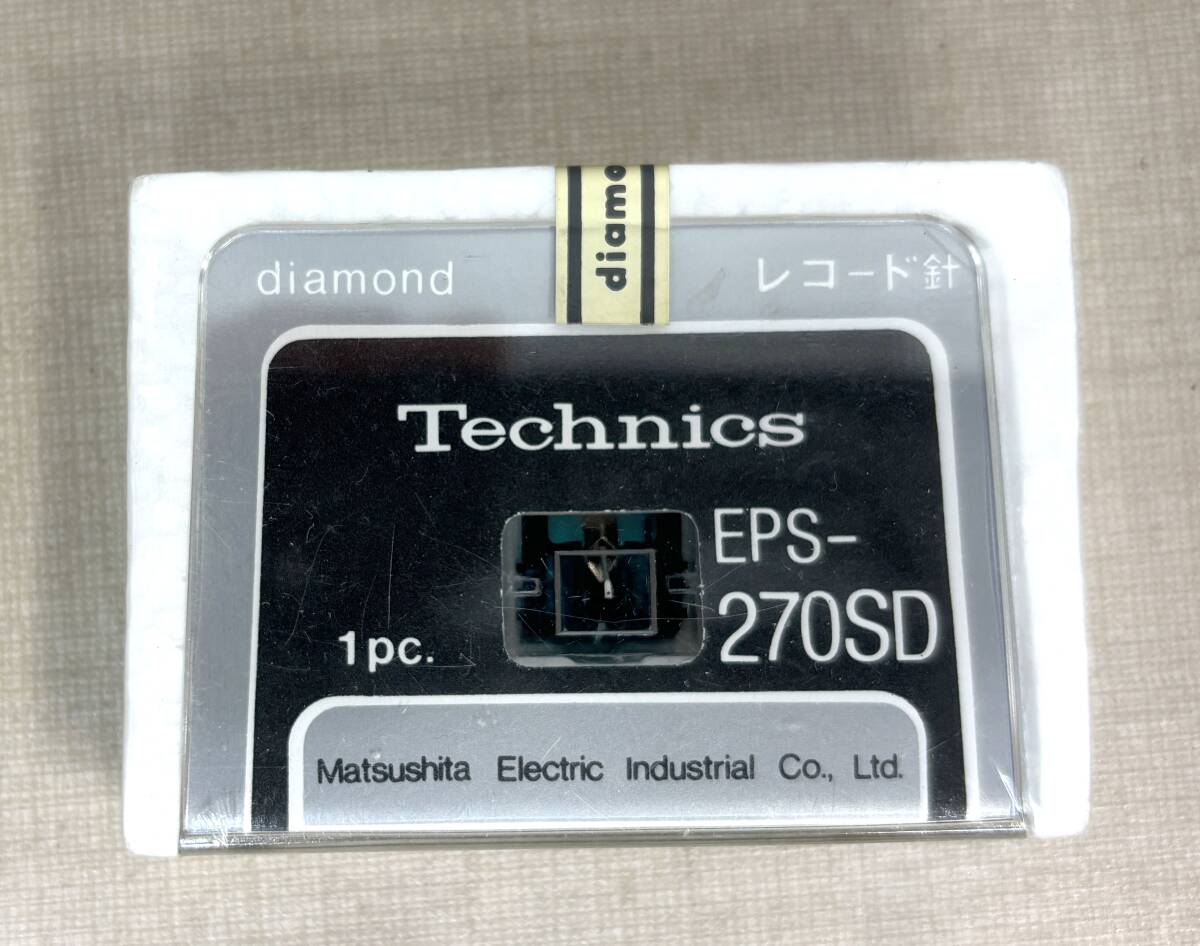 diamo
diamond
レコード針
Technics
EPS-
270SD
1pc.
Matsushita Electric Industrial Co., Ltd.